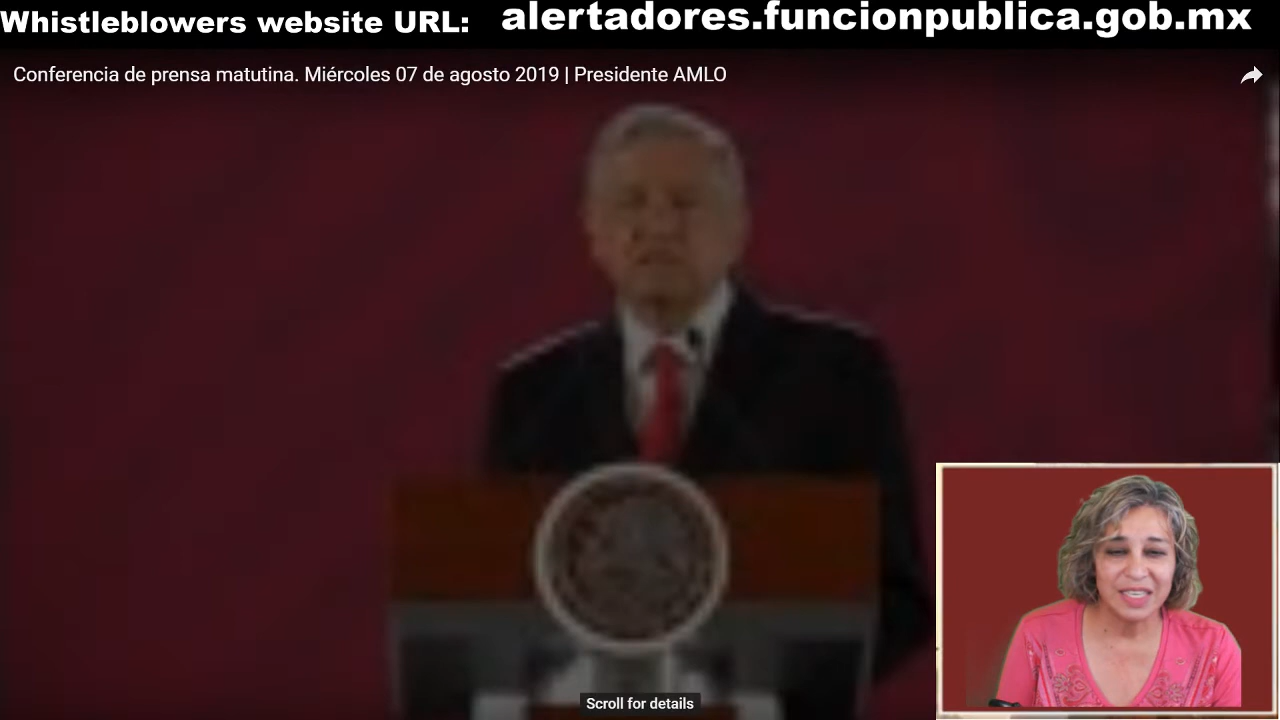 Whistleblowers website URL: alertadores.funcionpublica.gob.mx
Conferencia de prensa matutina. Miércoles 07 de agosto 2019 | Presidente AMLO
Scroll for details